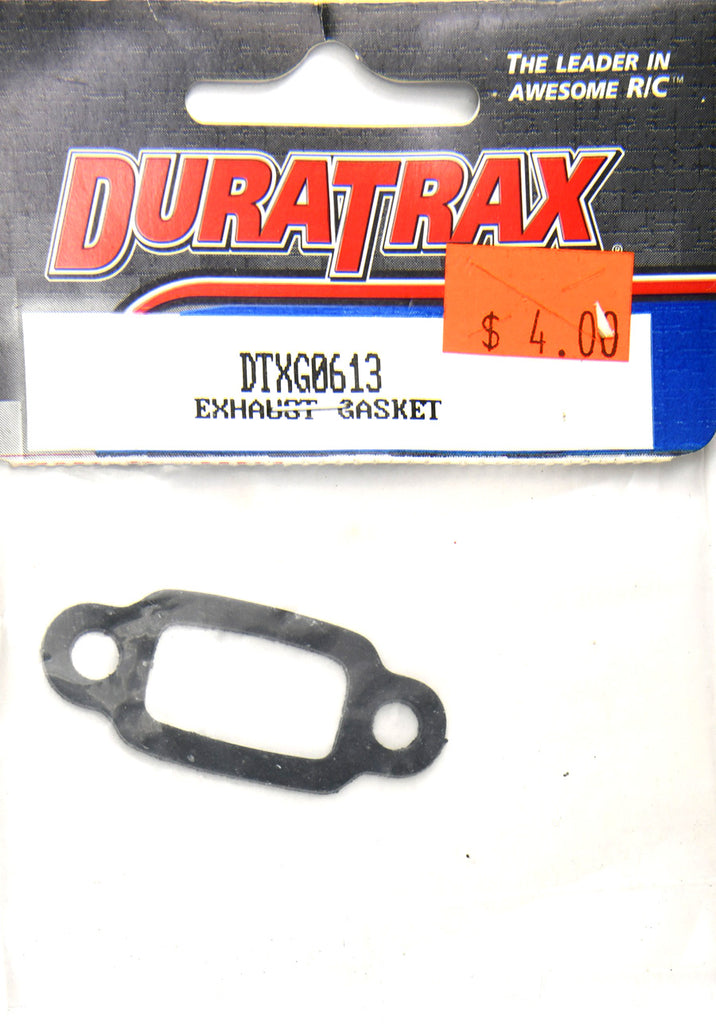 THE LEADER IN
AWESOME R/C™
DURATRAX®
$ 4.00
DTXG0613
EXHAUST GASKET